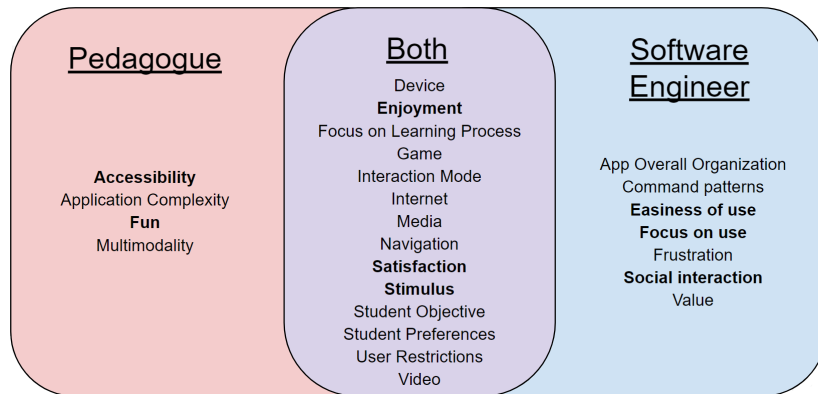 Pedagogue
Accessibility
Application Complexity
Fun
Multimodality
Both
Device
Enjoyment
Focus on Learning Process
Game
Interaction Mode
Internet
Media
Navigation
Satisfaction
Stimulus
Student Objective
Student Preferences
User Restrictions
Video
Software
Engineer
App Overall Organization
Command patterns
Easiness of use
Focus on use
Frustration
Social interaction
Value